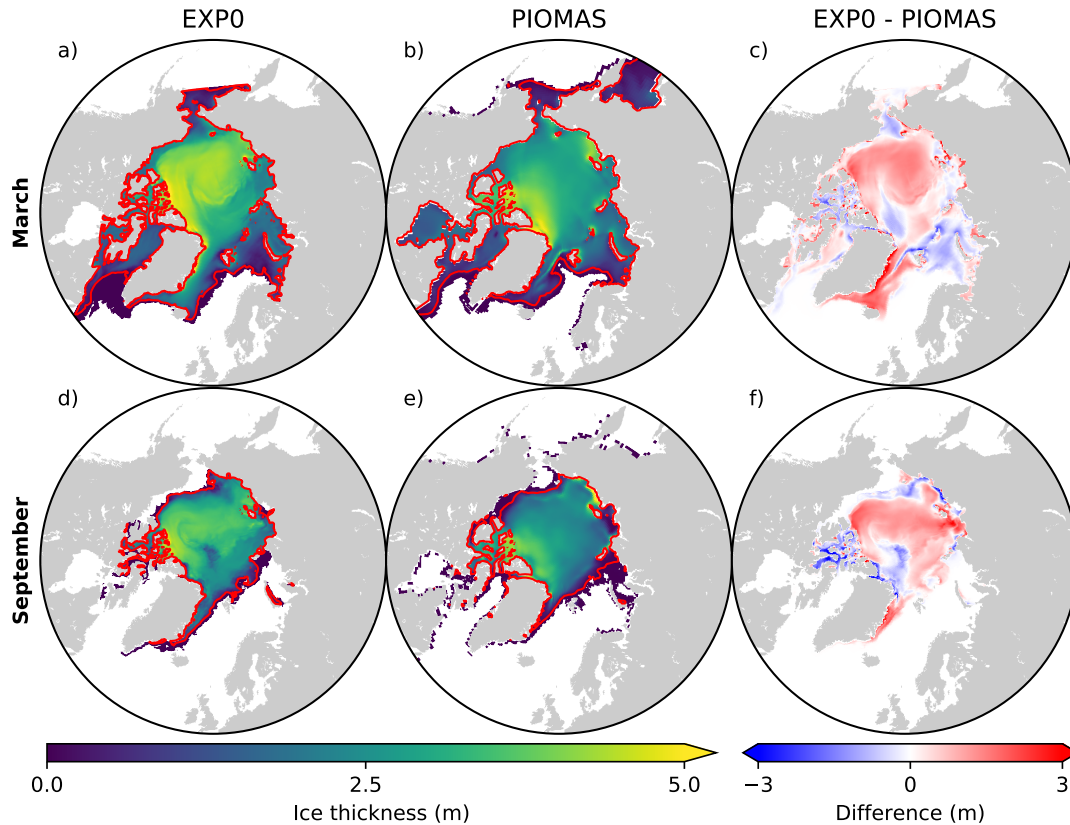 EXP0 PIOMAS EXP0 - PIOMAS
a) b) c)
March
d) e) f)
September
0.0 2.5 5.0 −3 0 3
Ice thickness (m) Difference (m)